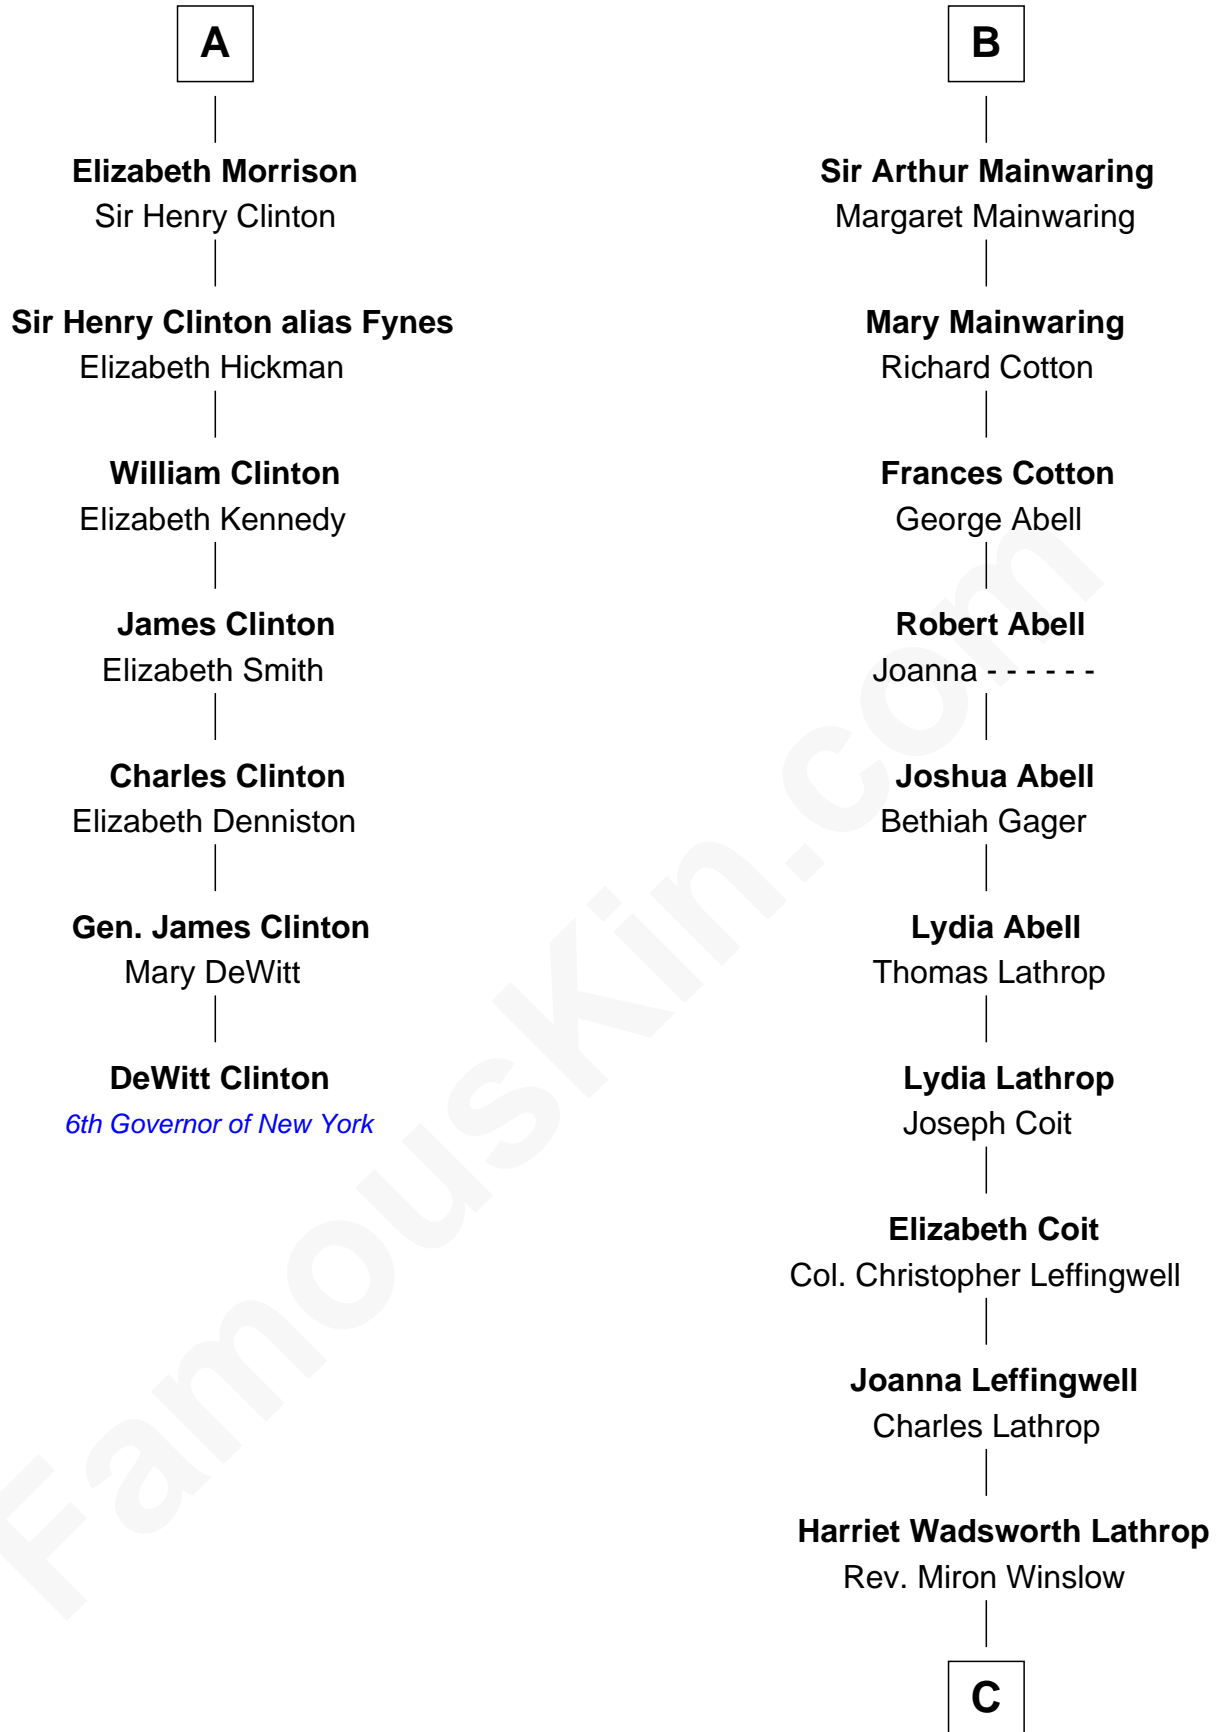 A
Elizabeth Morrison
Sir Henry Clinton
Sir Henry Clinton alias Fynes
Elizabeth Hickman
William Clinton
Elizabeth Kennedy
James Clinton
Elizabeth Smith
Charles Clinton
Elizabeth Denniston
Gen. James Clinton
Mary DeWitt
DeWitt Clinton
6th Governor of New York
B
Sir Arthur Mainwaring
Margaret Mainwaring
Mary Mainwaring
Richard Cotton
Frances Cotton
George Abell
Robert Abell
Joanna - - - - - -
Joshua Abell
Bethiah Gager
Lydia Abell
Thomas Lathrop
Lydia Lathrop
Joseph Coit
Elizabeth Coit
Col. Christopher Leffingwell
Joanna Leffingwell
Charles Lathrop
Harriet Wadsworth Lathrop
Rev. Miron Winslow
C
FamousKin.com